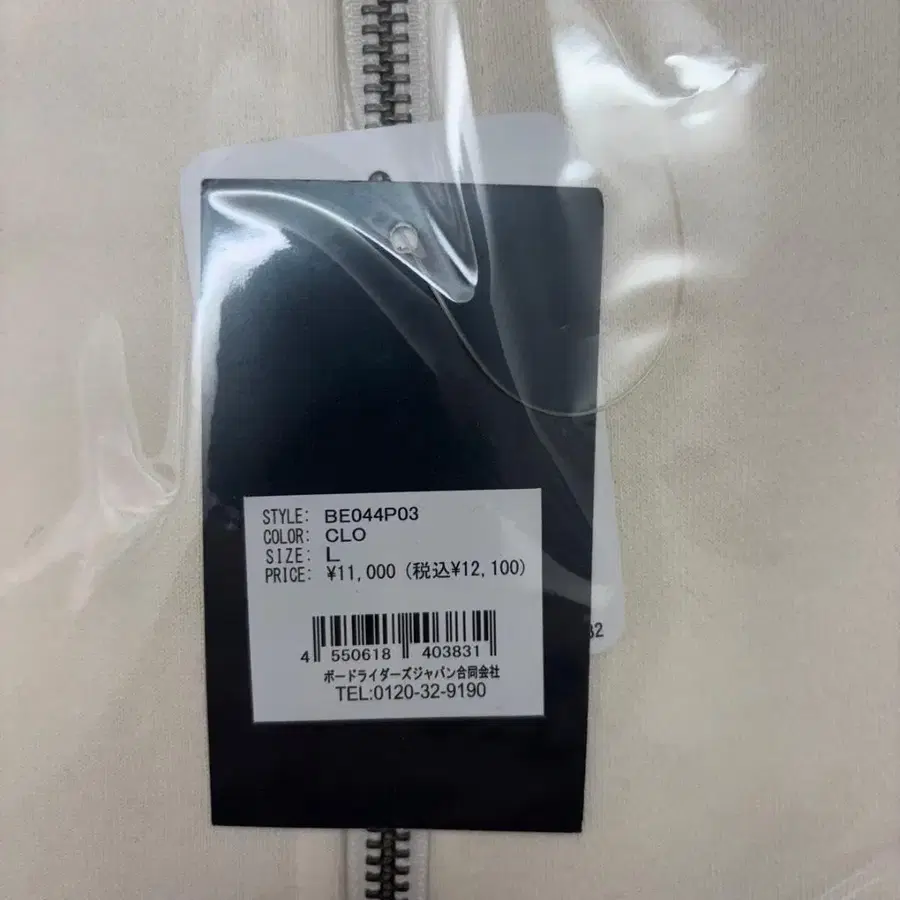 STYLE: BE044P03
COLOR: CLO
SIZE: L
PRICE: ¥11,000 (税込¥12,100)
4 550618 403831
ボードライダーズジャパン合同会社
TEL:0120-32-9190